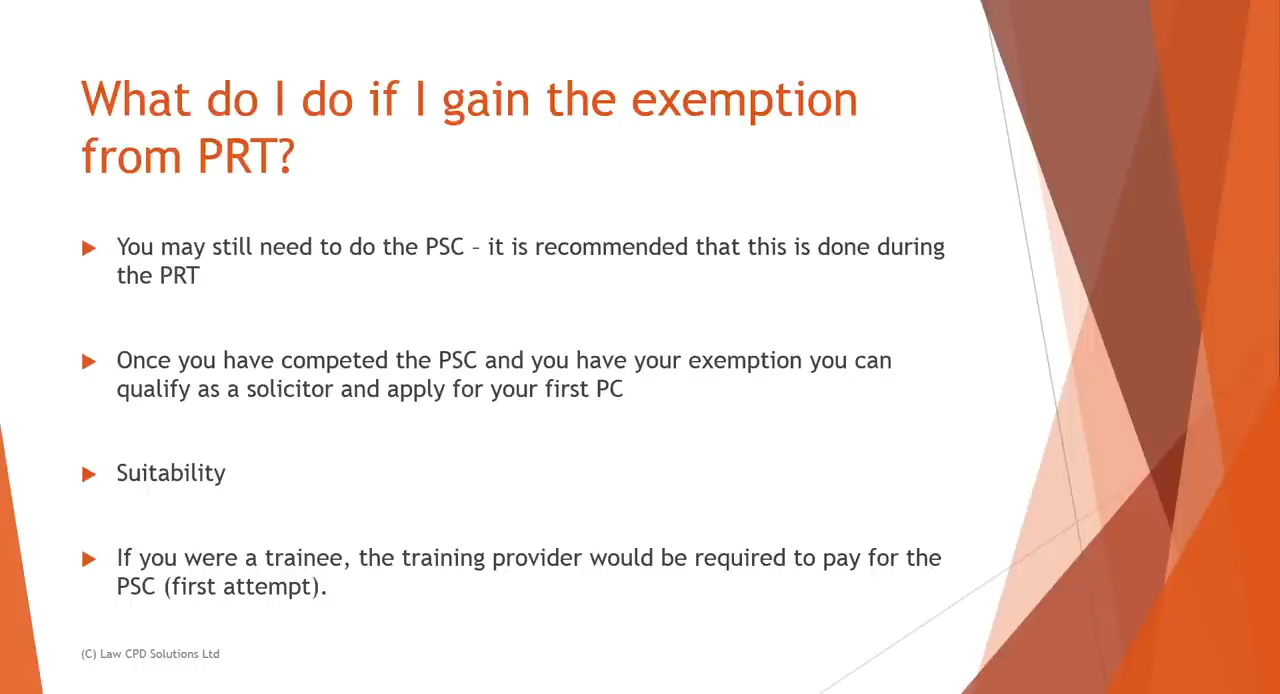 What do I do if I gain the exemption
from PRT?
You may still need to do the PSC – it is recommended that this is done during
the PRT
Once you have competed the PSC and you have your exemption you can
qualify as a solicitor and apply for your first PC
Suitability
If you were a trainee, the training provider would be required to pay for the
PSC (first attempt).
(C) Law CPD Solutions Ltd